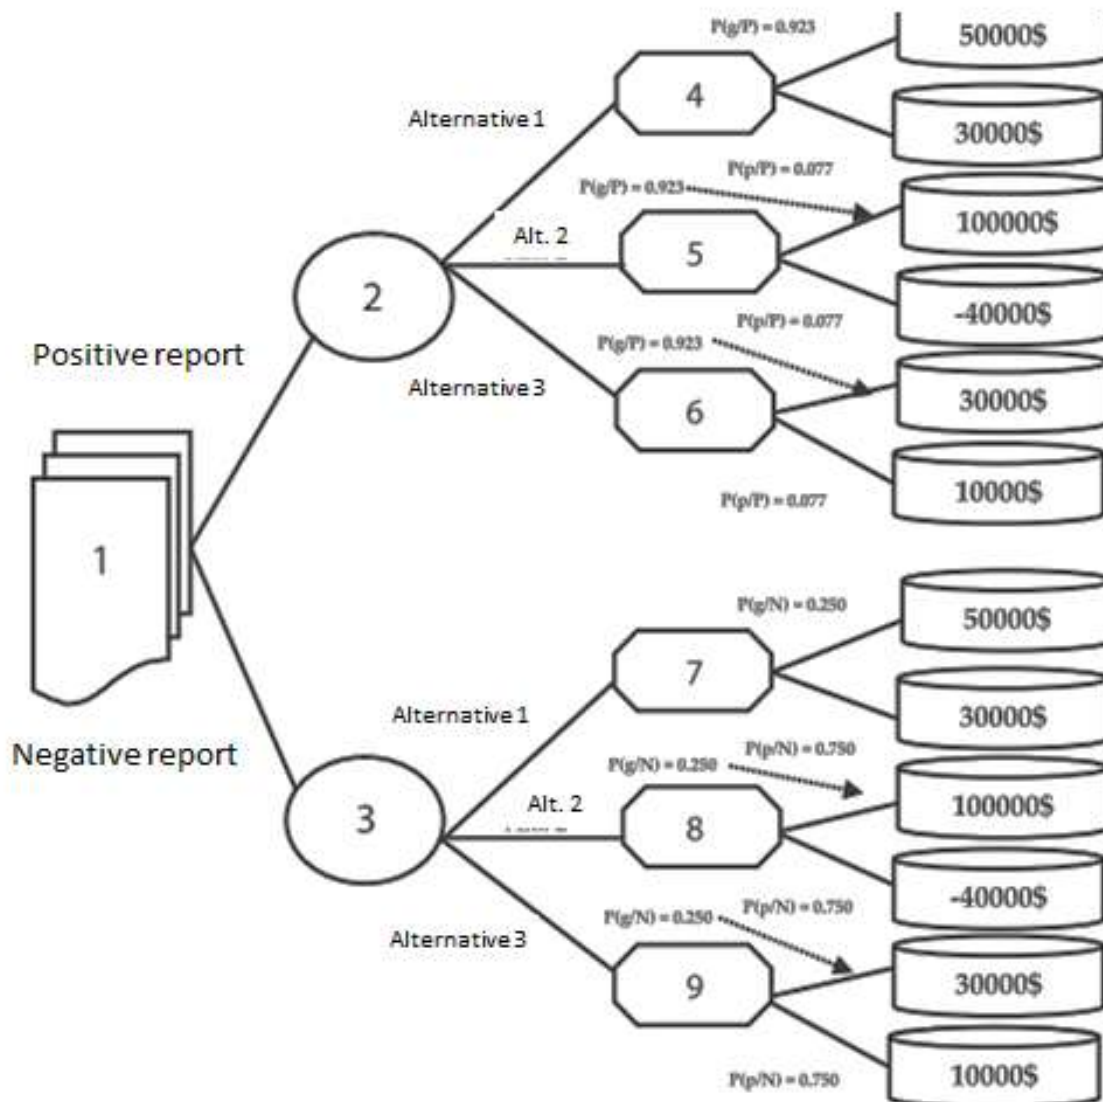 P(g/P) = 0.923
50000$
4
Alternative 1
30000$
P(p/P) = 0.077
P(g/P) = 0.923
100000$
Alt. 2
5
2
-40000$
P(p/P) = 0.077
P(g/P) = 0.923
Positive report
Alternative 3
6
30000$
10000$
P(p/P) = 0.077
1
P(g/N) = 0.250
50000$
7
30000$
Alternative 1
Negative report
P(p/N) = 0.750
P(g/N) = 0.250
100000$
Alt. 2
8
3
-40000$
P(p/N) = 0.750
P(g/N) = 0.250
Alternative 3
9
30000$
10000$
P(p/N) = 0.750